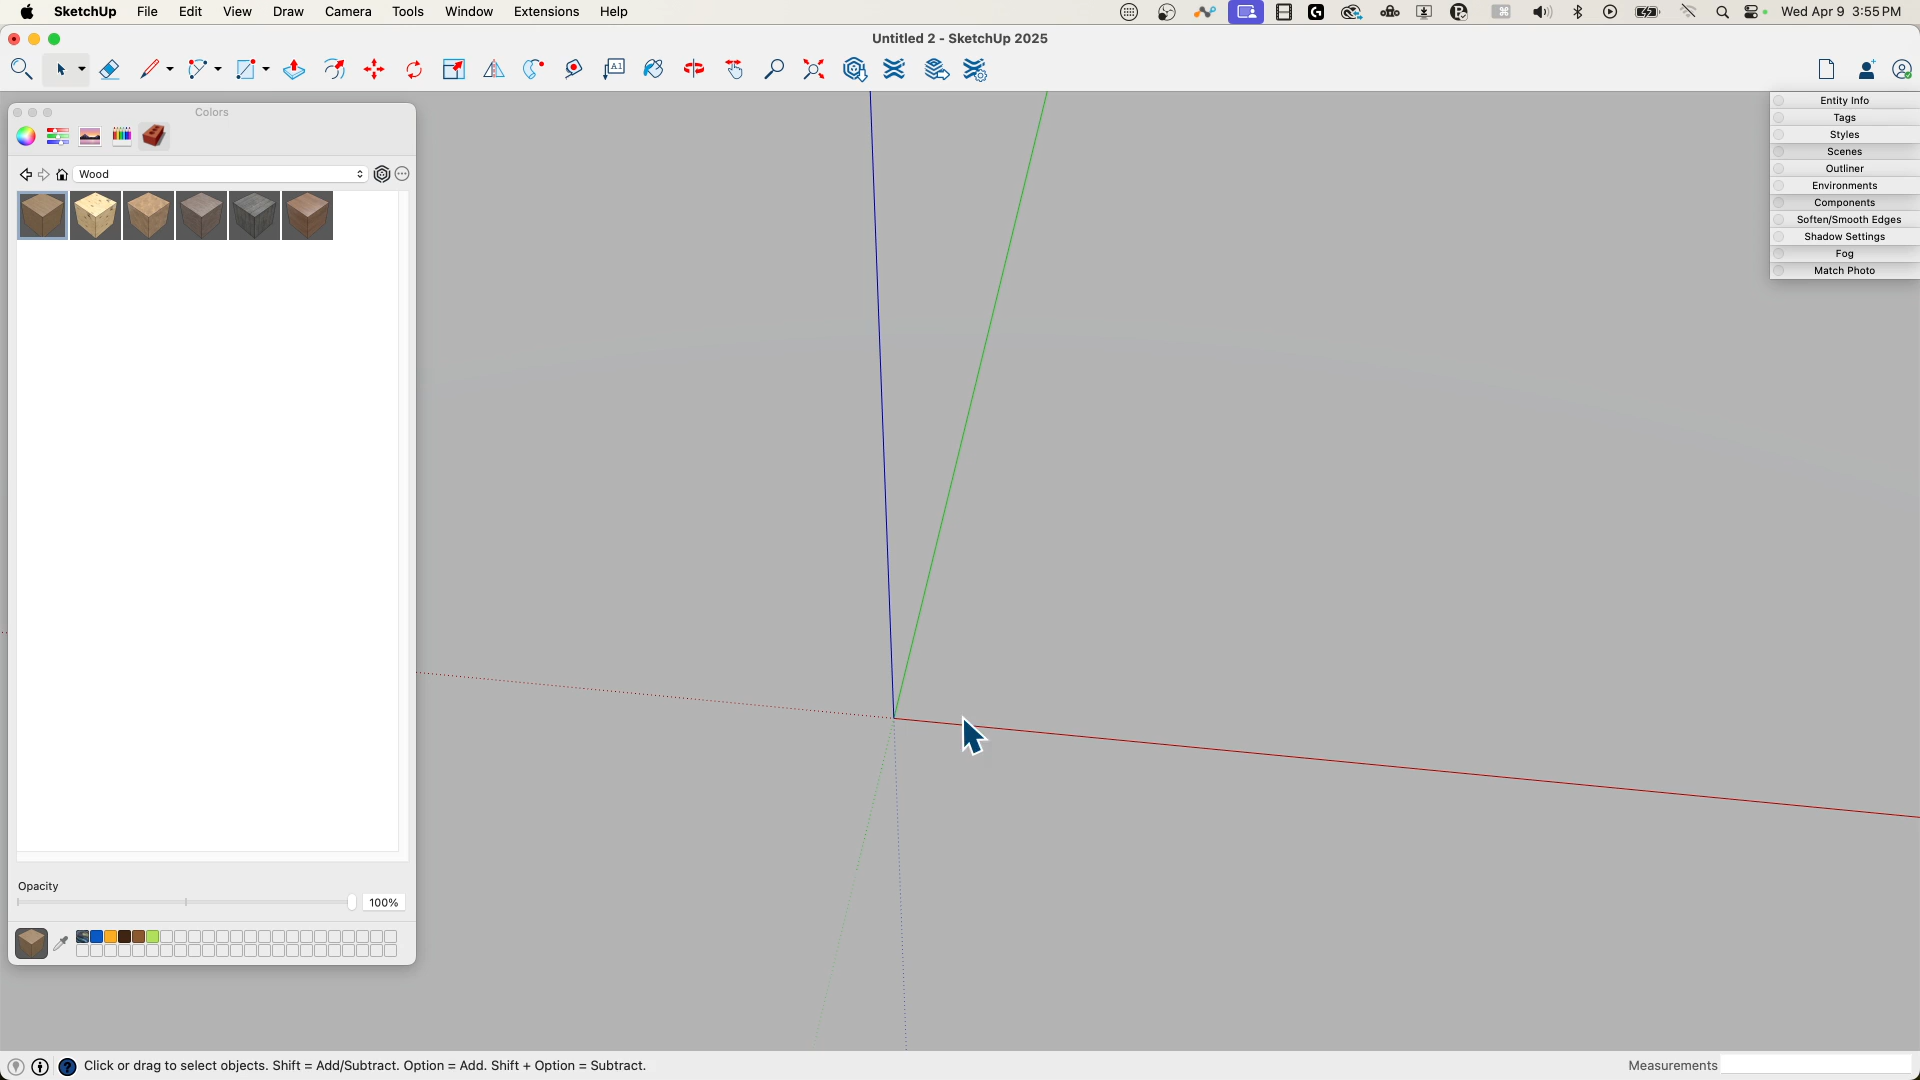 SketchUp File Edit View Draw Camera Tools Window Extensions Help
Wed Apr 9 3:55 PM
Untitled 2 - SketchUp 2025
A1
Colors
Wood
Entity Info
Tags
Styles
Scenes
Outliner
Environments
Components
Soften/Smooth Edges
Shadow Settings
Fog
Match Photo
Opacity
100%
Click or drag to select objects. Shift = Add/Subtract. Option = Add. Shift + Option = Subtract.
Measurements